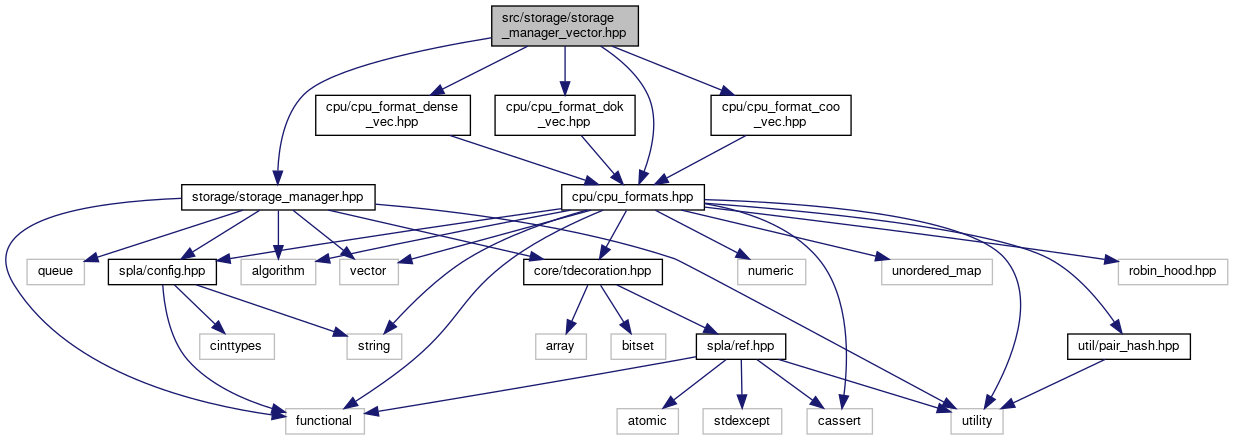 src/storage/storage
_manager_vector.hpp
cpu/cpu_format_dense
_vec.hpp
cpu/cpu_format_dok
_vec.hpp
cpu/cpu_format_coo
_vec.hpp
storage/storage_manager.hpp
cpu/cpu_formats.hpp
queue
spla/config.hpp
algorithm
vector
core/tdecoration.hpp
numeric
unordered_map
robin_hood.hpp
cinttypes
string
array
bitset
spla/ref.hpp
util/pair_hash.hpp
functional
atomic
stdexcept
cassert
utility